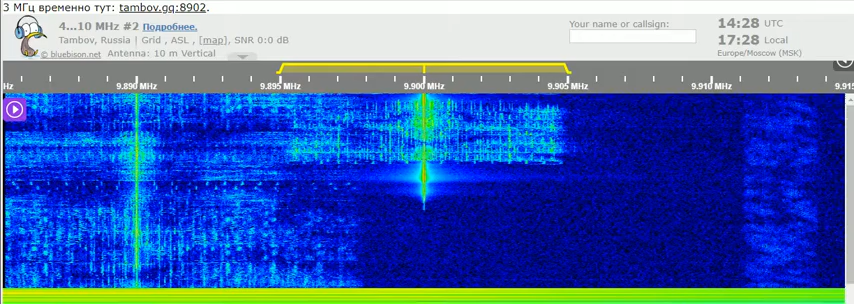 3 МГц временно тут: tambov.gq:8902.
4...10 MHz #2 Подробнее.
Tambov, Russia | Grid , ASL , [map], SNR 0:0 dB
© bluebison.net Antenna: 10 m Vertical
Your name or callsign:
14:28 UTC
17:28 Local
Europe/Moscow (MSK)
Hz 9.890 MHz 9.895 MHz 9.900 MHz 9.905 MHz 9.910 MHz 9.915